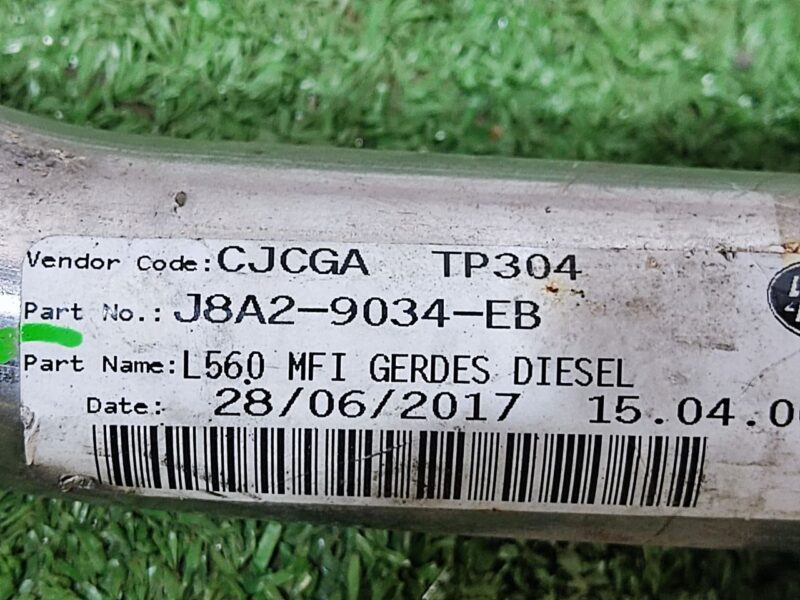 Vendor Code: CJCGA TP304
Part No.: J8A2-9034-EB
Part Name: L560 MFI GERDES DIESEL
Date: 28/06/2017 15.04.0